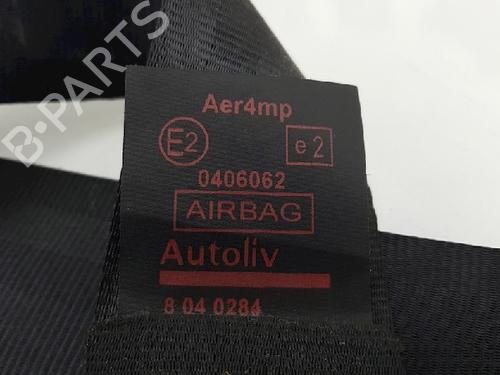 Aer4mp
E2 e2
0406062
AIRBAG
Autoliv
8 04 0284
B-PARTS